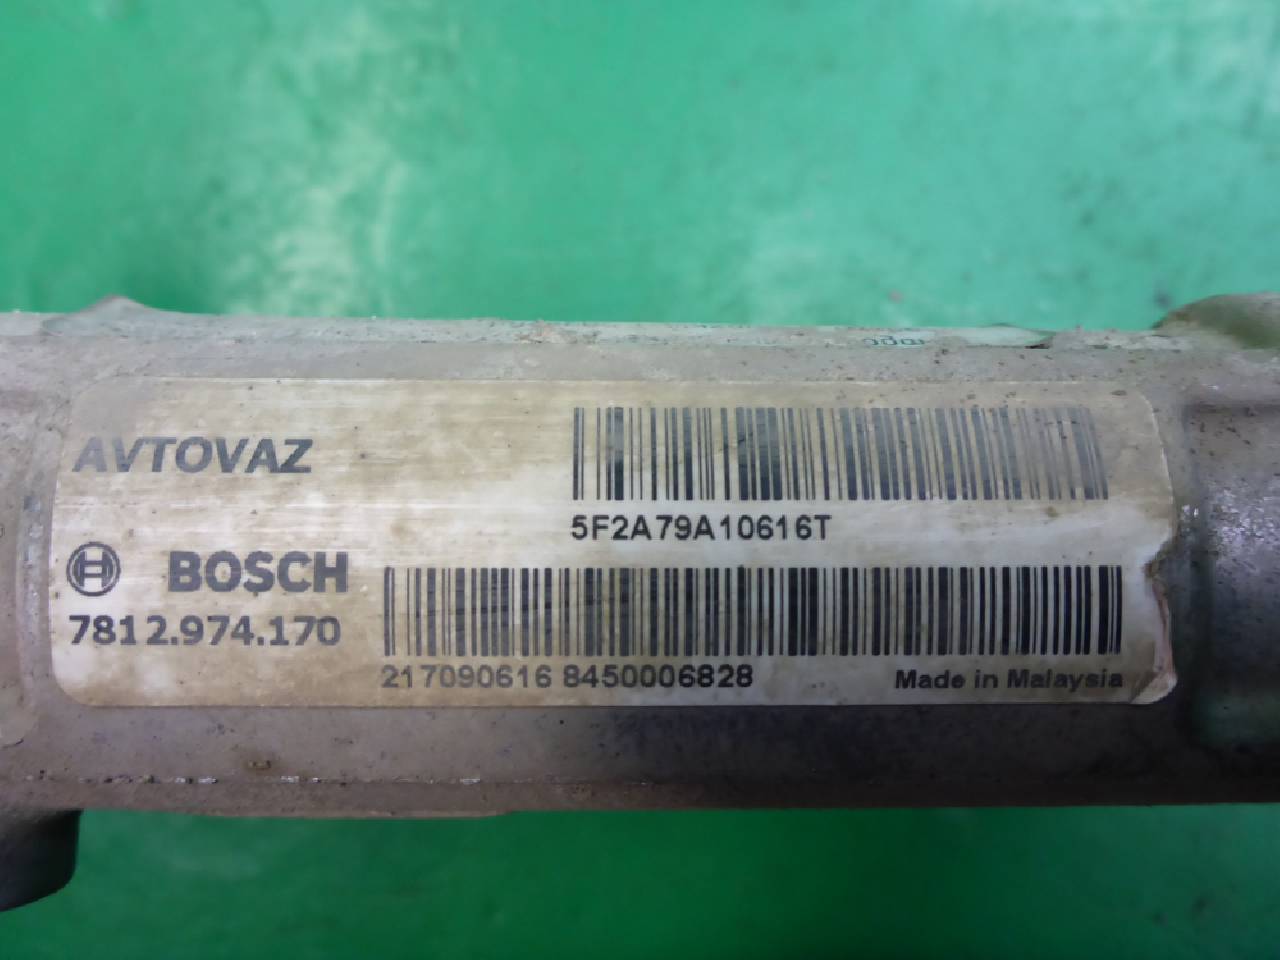 AVTOVAZ
5F2A79A10616T
BOSCH
7812.974.170
217090616 8450006828
Made in Malaysia